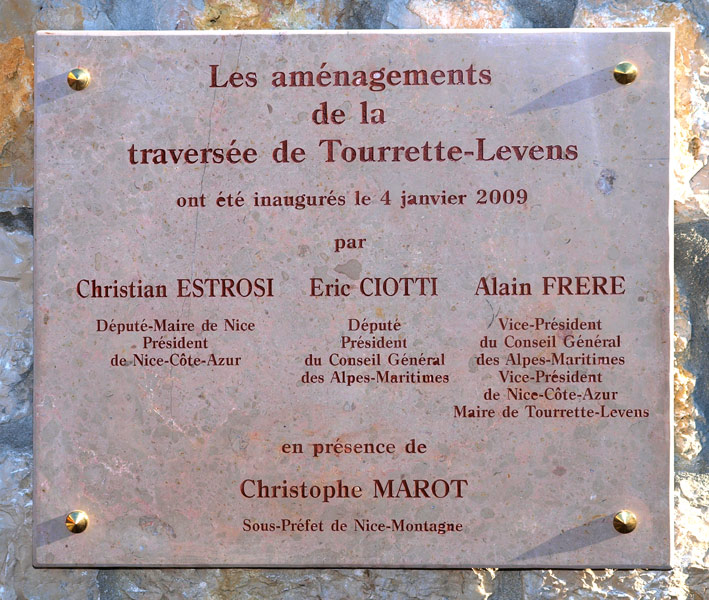 Les aménagements
de la
traversée de Tourrette-Levens
ont été inaugurés le 4 janvier 2009
par
Christian ESTROSI
Député-Maire de Nice
Président
de Nice-Côte-Azur
Eric CIOTTI
Député
Président
du Conseil Général
des Alpes-Maritimes
Alain FRERE
Vice-Président
du Conseil Général
des Alpes-Maritimes
Vice-Président
de Nice-Côte-Azur
Maire de Tourrette-Levens
en présence de
Christophe MAROT
Sous-Préfet de Nice-Montagne